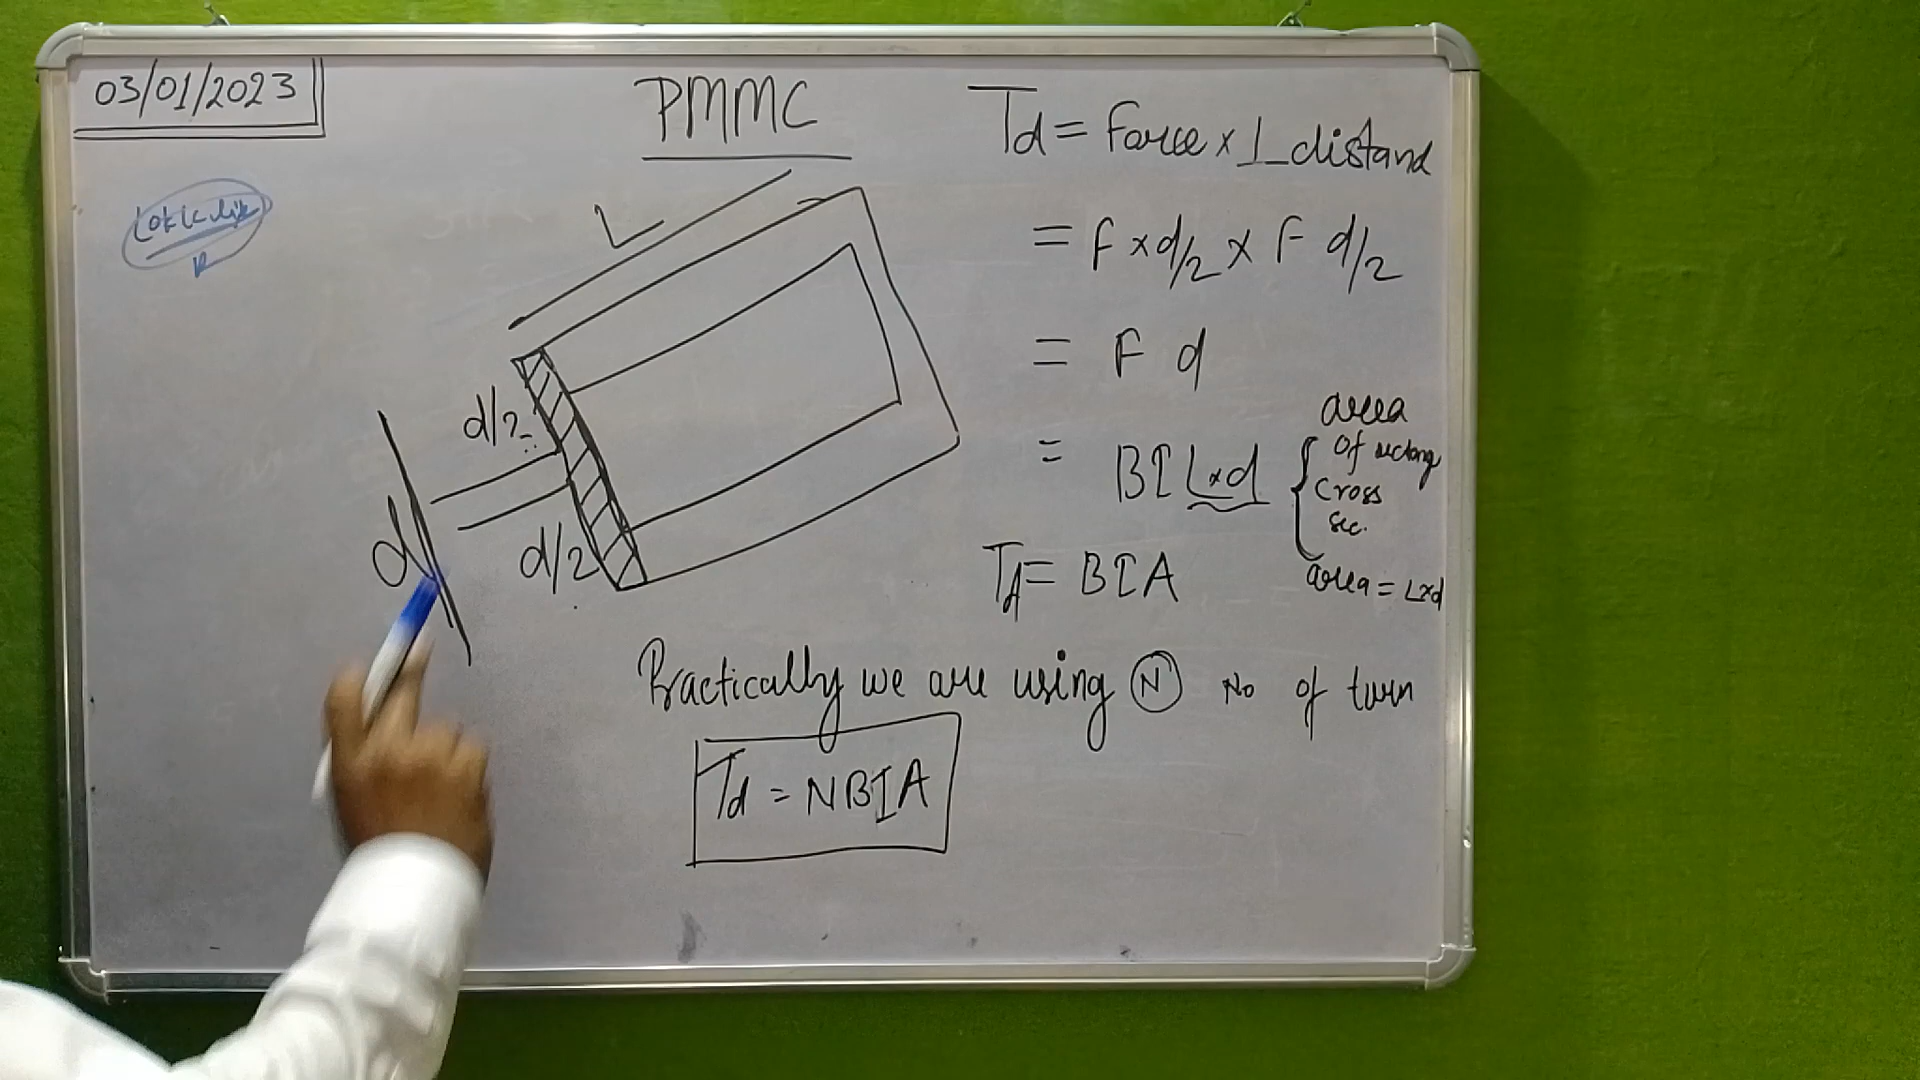 03/01/2023
PMMC
L
d/2
d
d/2
Td = Force × ⊥ distand
= F × d/2 × F d/2
= F d
= BIL×d
area
of rectang
cross
sec.
area = L×d
Td = BIA
Practically we are using N No of turn
Td = NBIA